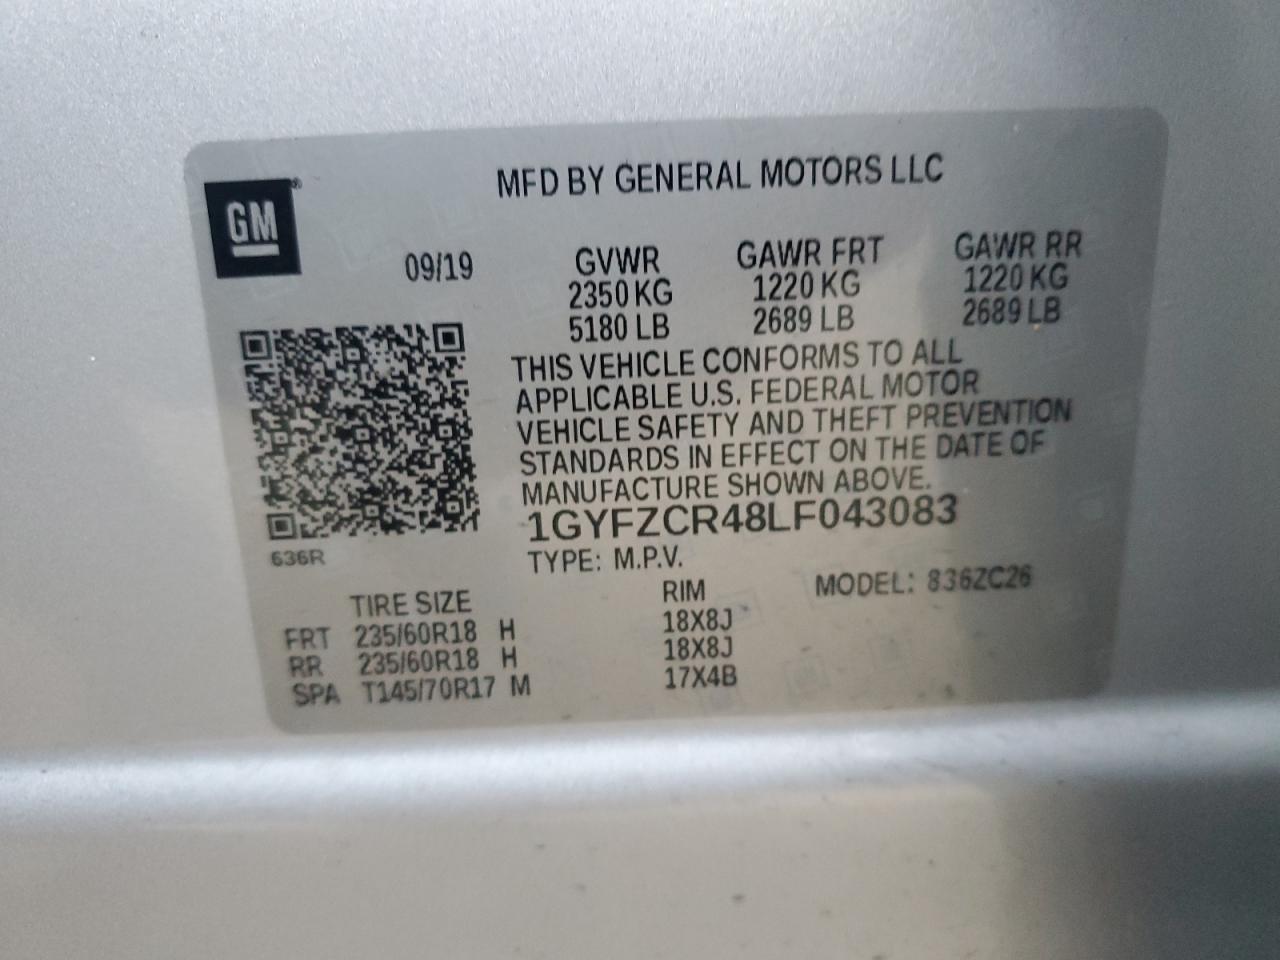 MFD BY GENERAL MOTORS LLC
GM®
09/19
GVWR GAWR FRT GAWR RR
2350 KG 1220 KG 1220 KG
5180 LB 2689 LB 2689 LB
THIS VEHICLE CONFORMS TO ALL
APPLICABLE U.S. FEDERAL MOTOR
VEHICLE SAFETY AND THEFT PREVENTION
STANDARDS IN EFFECT ON THE DATE OF
MANUFACTURE SHOWN ABOVE.
1GYFZCR48LF043083
636R
TYPE: M.P.V. MODEL: 836ZC26
TIRE SIZE RIM
FRT 235/60R18 H 18X8J
RR 235/60R18 H 18X8J
SPA T145/70R17 M 17X4B